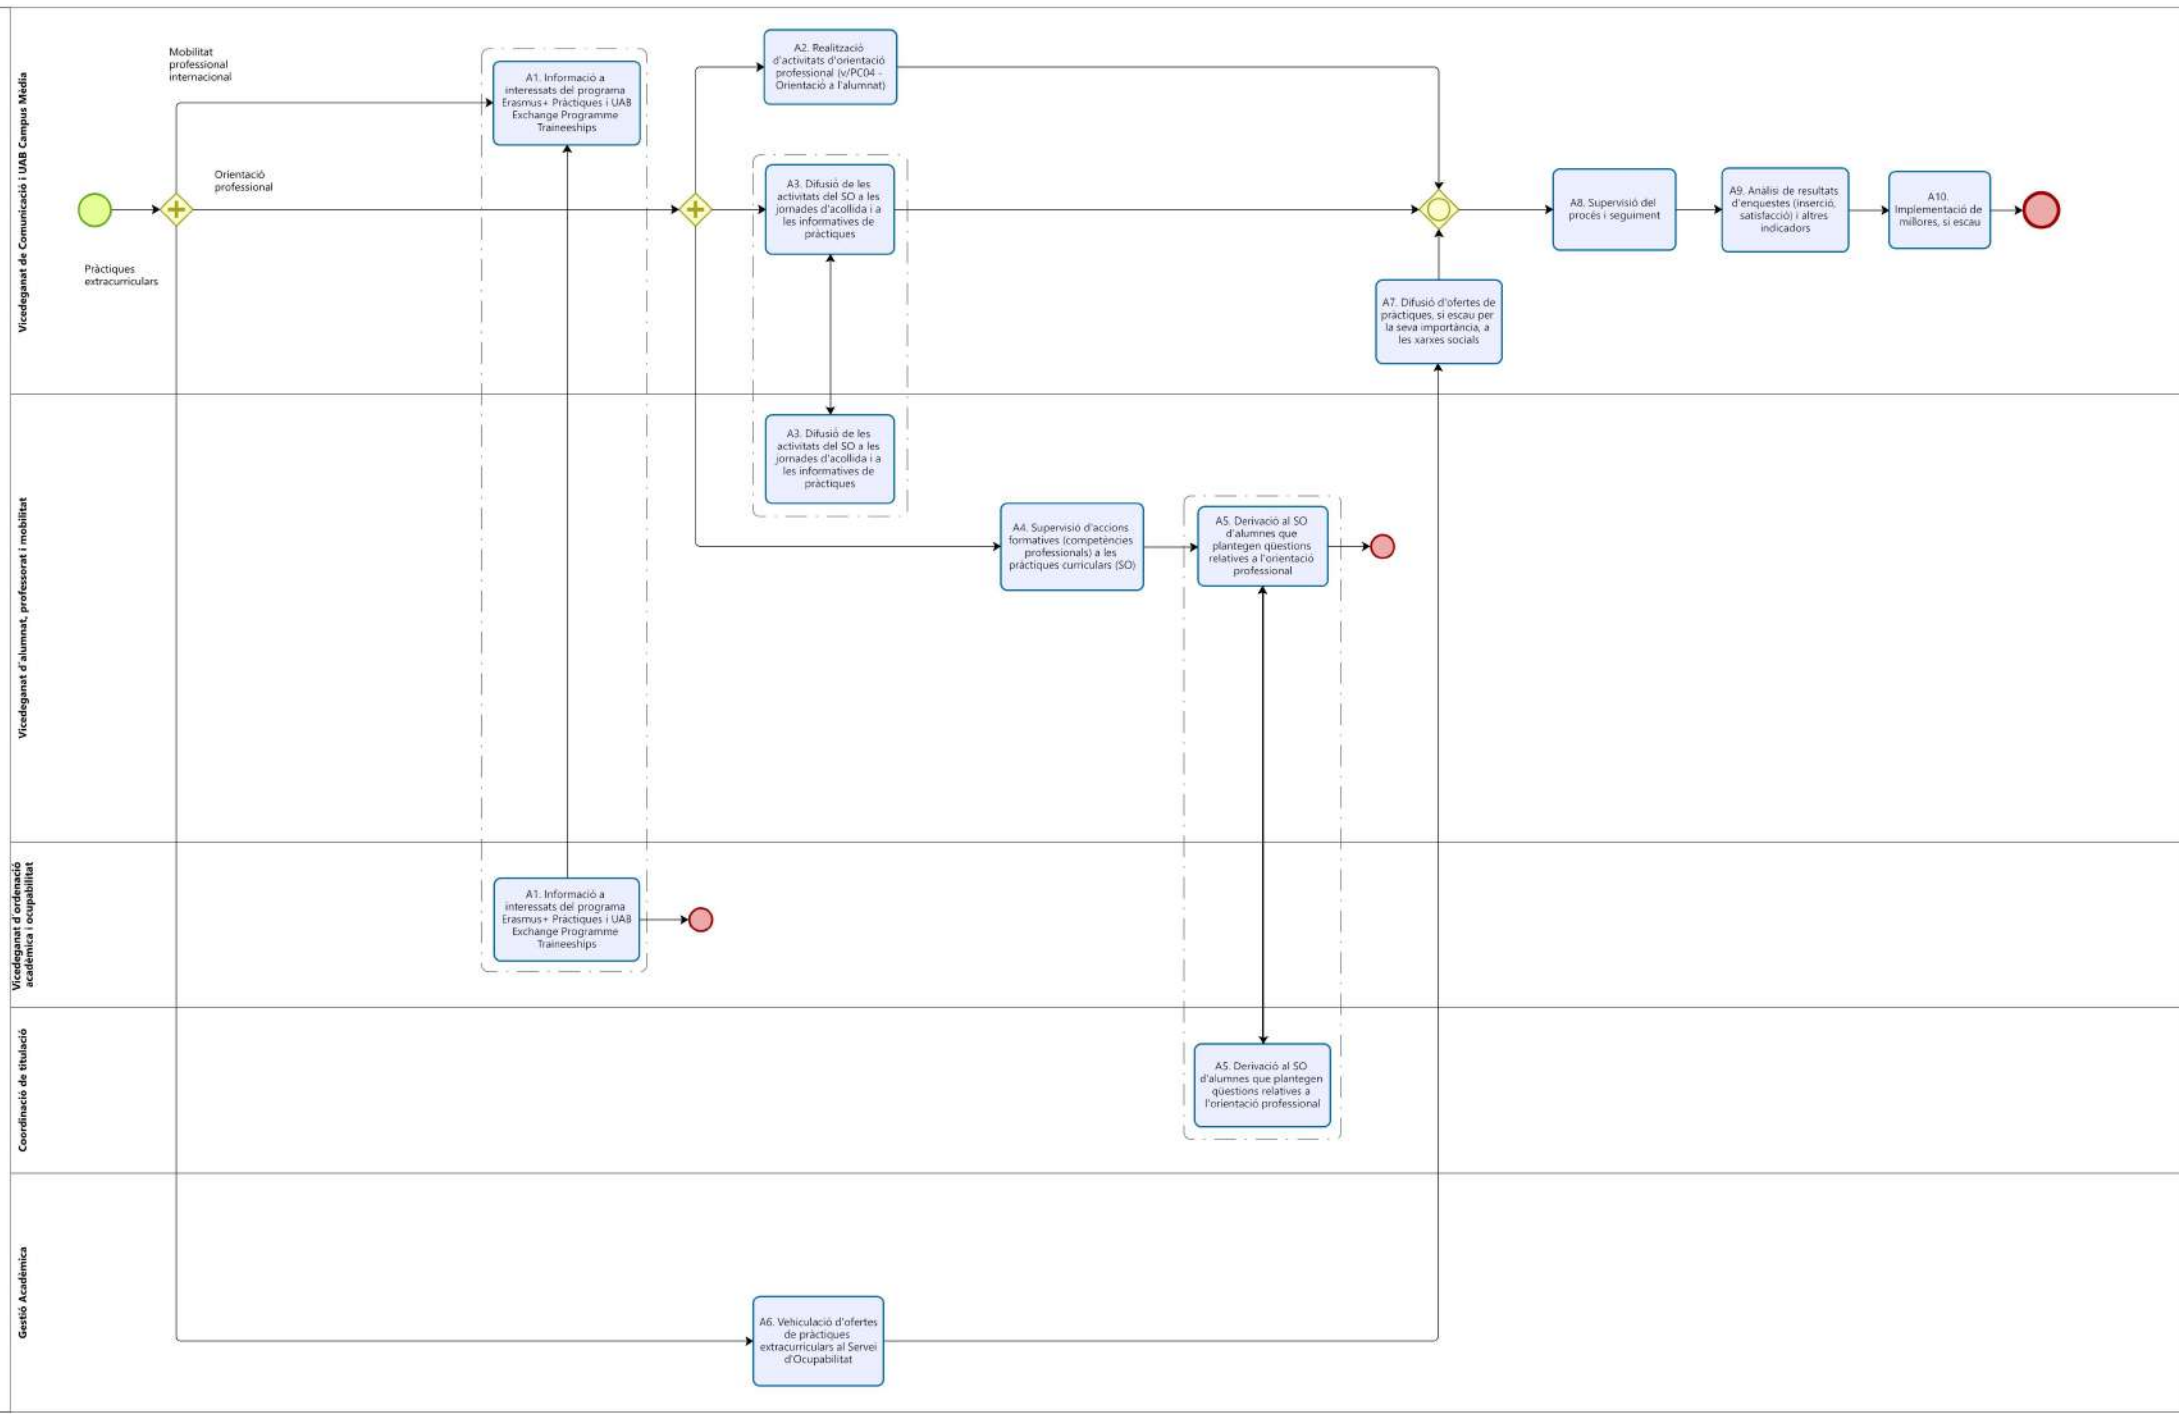 Vicedeganat de Comunicació i UAB Campus Mèdia
Mobilitat
professional
internacional
Orientació
professional
Pràctiques
extracurriculars
A1. Informació a
interessats del programa
Erasmus+ Pràctiques i UAB
Exchange Programme
Traineeships
A2. Realització
d'activitats d'orientació
professional (v/PC04 -
Orientació a l'alumnat)
A3. Difusió de les
activitats del SO a les
jornades d'acollida i a
les informatives de
pràctiques
A7. Difusió d'ofertes de
pràctiques, si escau per
la seva importància, a
les xarxes socials
A8. Supervisió del
procés i seguiment
A9. Anàlisi de resultats
d'enquestes (inserció,
satisfacció) i altres
indicadors
A10.
Implementació de
millores, si escau
Vicedeganat d'alumnat, professorat i mobilitat
A3. Difusió de les
activitats del SO a les
jornades d'acollida i a
les informatives de
pràctiques
A4. Supervisió d'accions
formatives (competències
professionals) a les
pràctiques curriculars (SO)
A5. Derivació al SO
d'alumnes que
plantegen qüestions
relatives a l'orientació
professional
Vicedeganat d'ordenació
acadèmica i ocupabilitat
A1. Informació a
interessats del programa
Erasmus+ Pràctiques i UAB
Exchange Programme
Traineeships
Coordinació de titulació
A5. Derivació al SO
d'alumnes que plantegen
qüestions relatives a
l'orientació professional
Gestió Acadèmica
A6. Vehiculació d'ofertes
de pràctiques
extracurriculars al Servei
d'Ocupabilitat